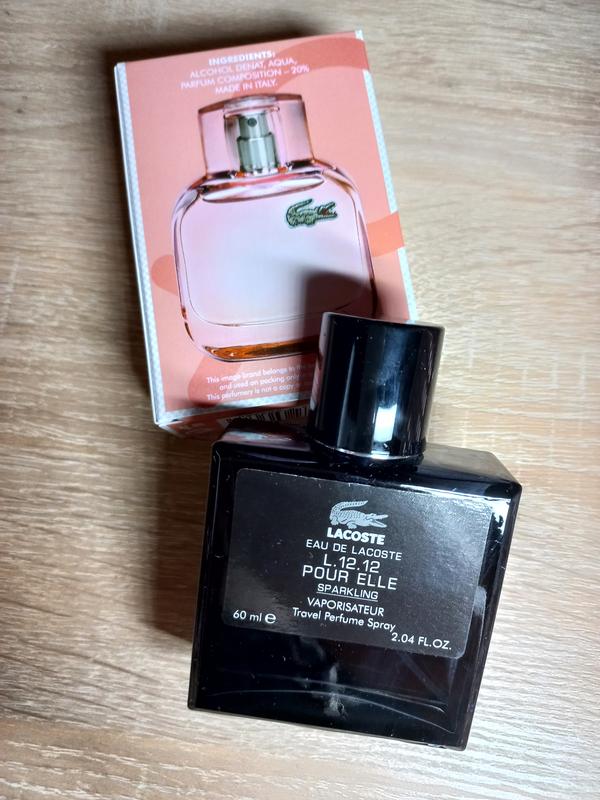 INGREDIENTS:
ALCOHOL DENAT, AQUA,
PARFUM COMPOSITION – 20%
MADE IN ITALY.
This image brand belongs to
and used on packing only
This parfumery is not a copy
LACOSTE
EAU DE LACOSTE
L.12.12
POUR ELLE
SPARKLING
VAPORISATEUR
Travel Perfume Spray
60 ml ℮
2.04 FL.OZ.